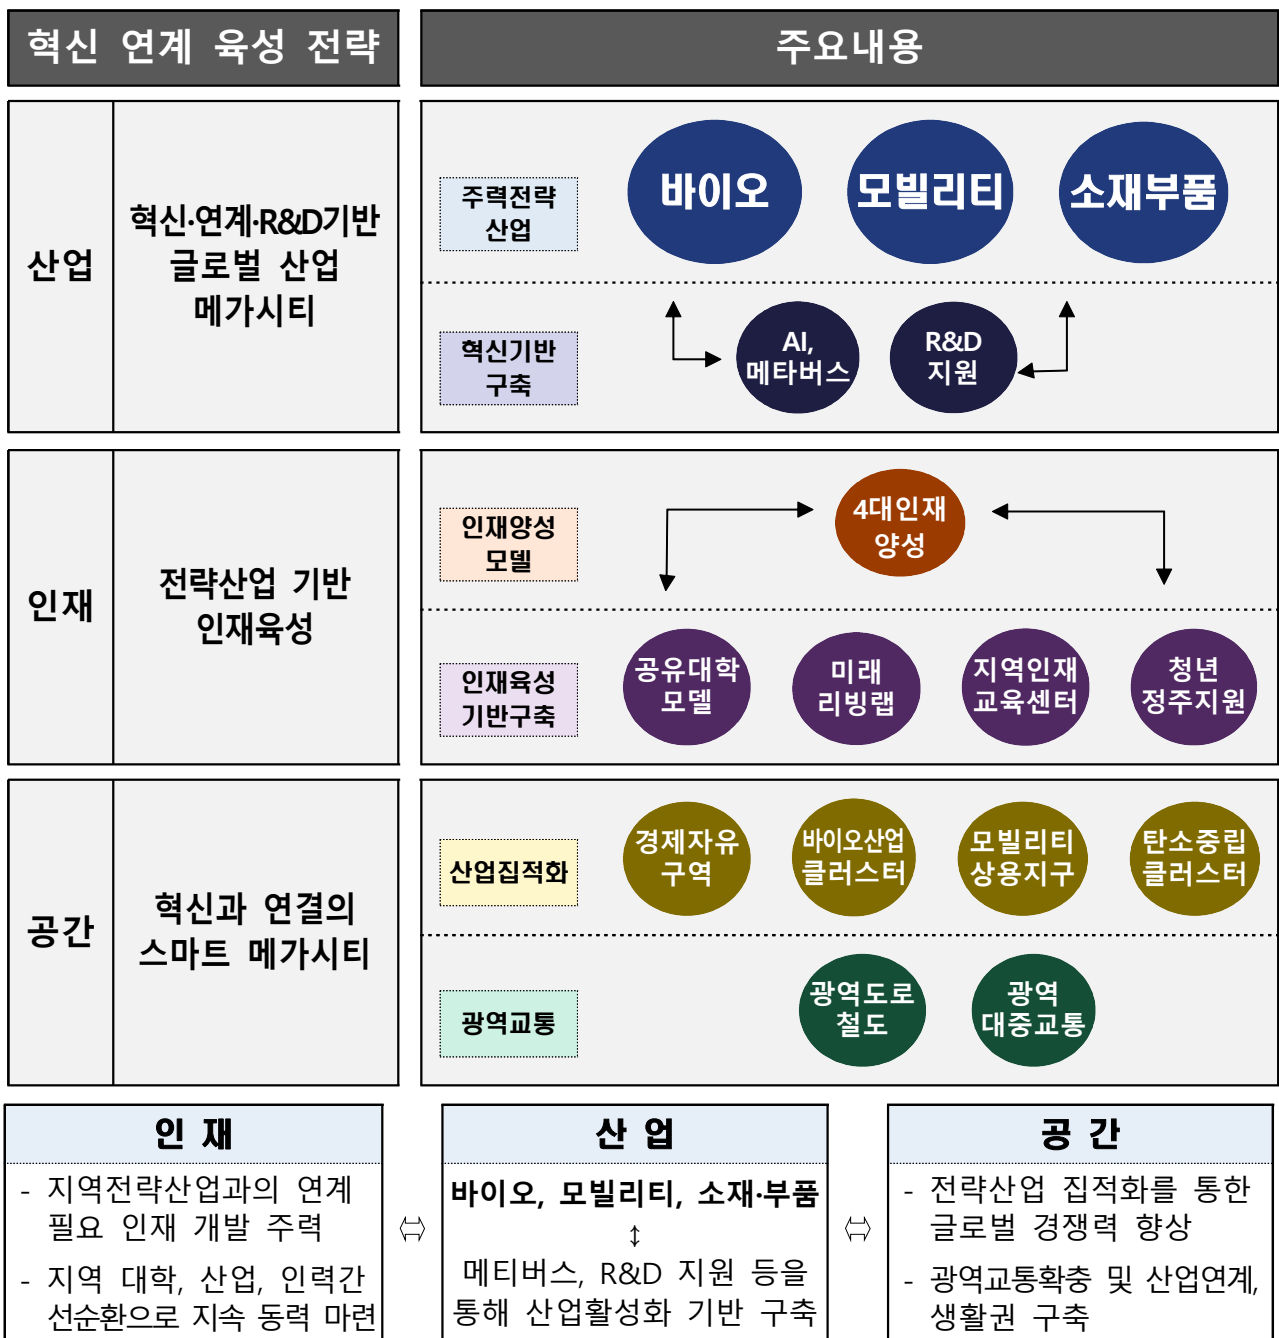 혁신 연계 육성 전략
주요내용
산업
혁신·연계·R&D기반
글로벌 산업
메가시티
주력전략
산업
바이오
모빌리티
소재부품
혁신기반
구축
AI,
메타버스
R&D
지원
인재
전략산업 기반
인재육성
인재양성
모델
4대인재
양성
인재육성
기반구축
공유대학
모델
미래
리빙랩
지역인재
교육센터
청년
정주지원
공간
혁신과 연결의
스마트 메가시티
산업집적화
경제자유
구역
바이오산업
클러스터
모빌리티
상용지구
탄소중립
클러스터
광역교통
광역도로
철도
광역
대중교통
인 재
- 지역전략산업과의 연계
필요 인재 개발 주력
- 지역 대학, 산업, 인력간
선순환으로 지속 동력 마련
⇔
산 업
바이오, 모빌리티, 소재·부품
↕
메티버스, R&D 지원 등을
통해 산업활성화 기반 구축
⇔
공 간
- 전략산업 집적화를 통한
글로벌 경쟁력 향상
- 광역교통확충 및 산업연계,
생활권 구축